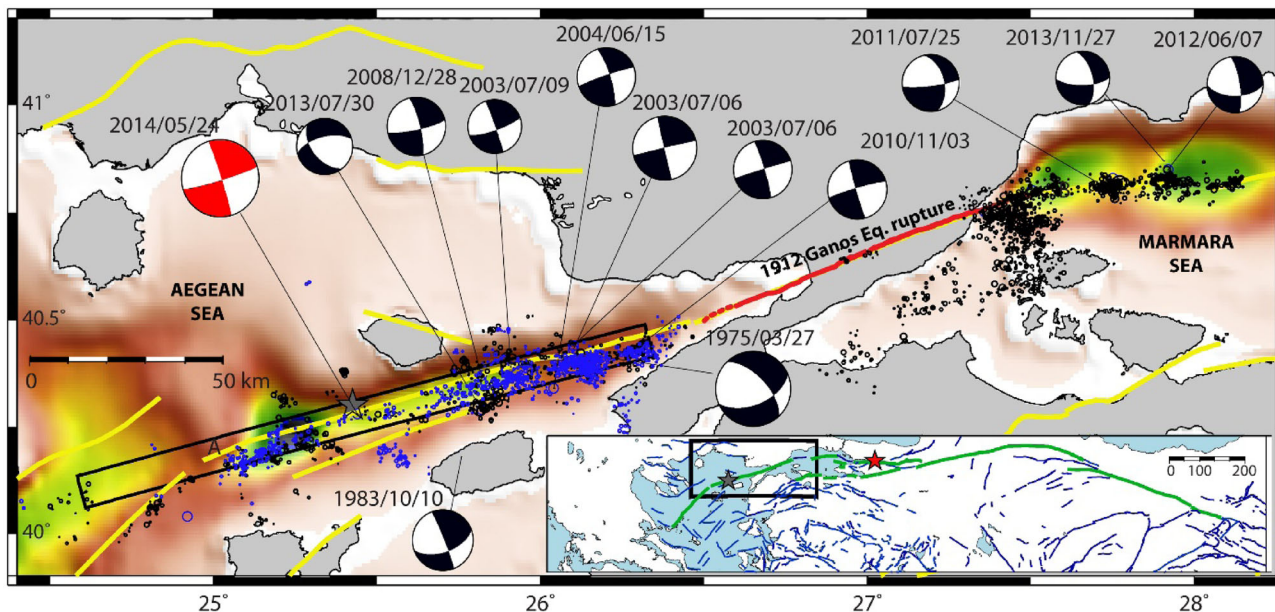 2004/06/15
2011/07/25
2013/11/27
2012/06/07
2008/12/28
2003/07/09
2003/07/06
2003/07/06
2010/11/03
2013/07/30
2014/05/24
41°
40.5°
40°
1912 Ganos Eq. rupture
MARMARA
SEA
AEGEAN
SEA
0 50 km
1975/03/27
A
1983/10/10
0 100 200
25° 26° 27° 28°